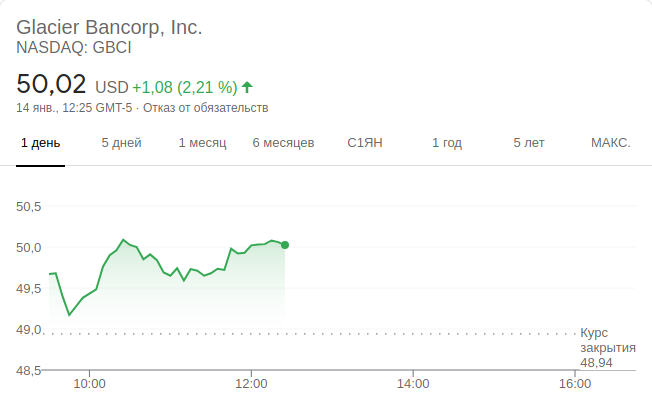 Glacier Bancorp, Inc.
NASDAQ: GBCI
50,02 USD +1,08 (2,21 %)
14 янв., 12:25 GMT-5 · Отказ от обязательств
1 день 5 дней 1 месяц 6 месяцев С1ЯН 1 год 5 лет МАКС.
50,5
50,0
49,5
49,0
Курс
закрытия
48,94
48,5
10:00 12:00 14:00 16:00